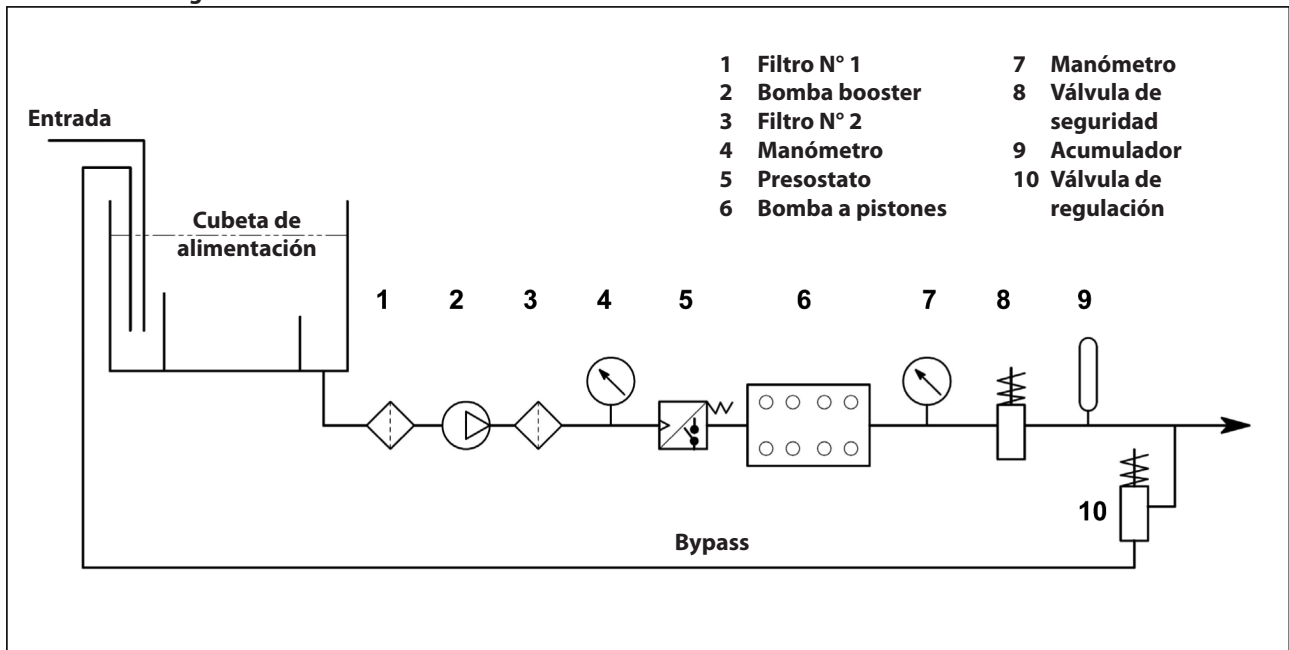 1 Filtro N° 1
2 Bomba booster
3 Filtro N° 2
4 Manómetro
5 Presostato
6 Bomba a pistones
7 Manómetro
8 Válvula de
seguridad
9 Acumulador
10 Válvula de
regulación
Entrada
Cubeta de
alimentación
1 2 3 4 5 6 7 8 9
10
Bypass